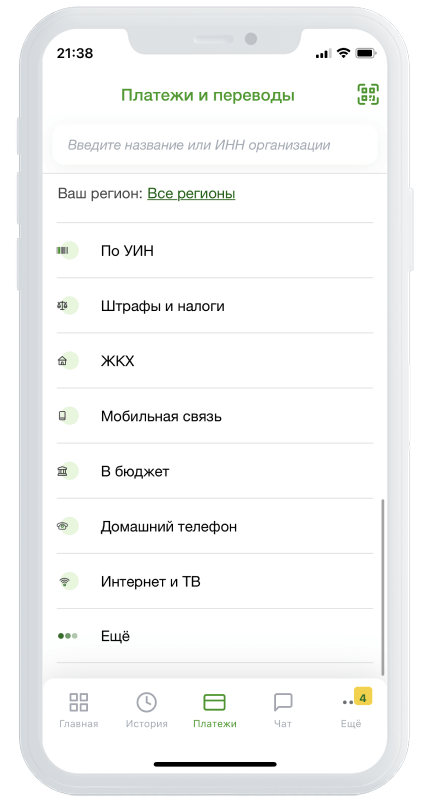 21:38
Платежи и переводы
Введите название или ИНН организации
Ваш регион: Все регионы
По УИН
Штрафы и налоги
ЖКХ
Мобильная связь
В бюджет
Домашний телефон
Интернет и ТВ
Ещё
4
Главная История Платежи Чат Ещё